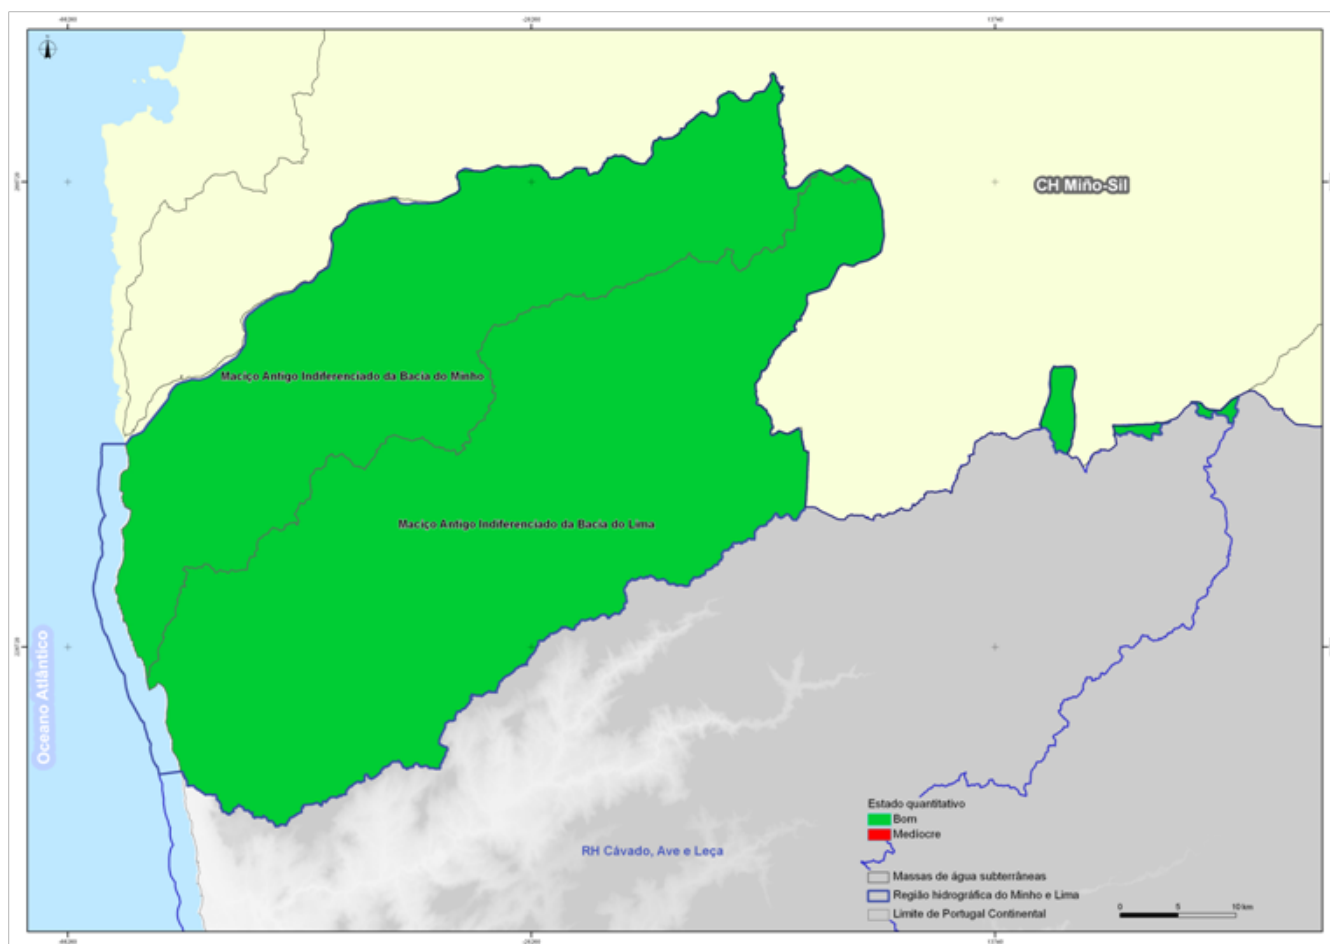 CH Miño-Sil
Maciço Antigo Indiferenciado da Bacia do Minho
Maciço Antigo Indiferenciado da Bacia do Lima
Oceano Atlântico
RH Cávado, Ave e Leça
Estado quantitativo
Bom
Medíocre
Massas de água subterrâneas
Região hidrográfica do Minho e Lima
Limite de Portugal Continental
0 5 10 km